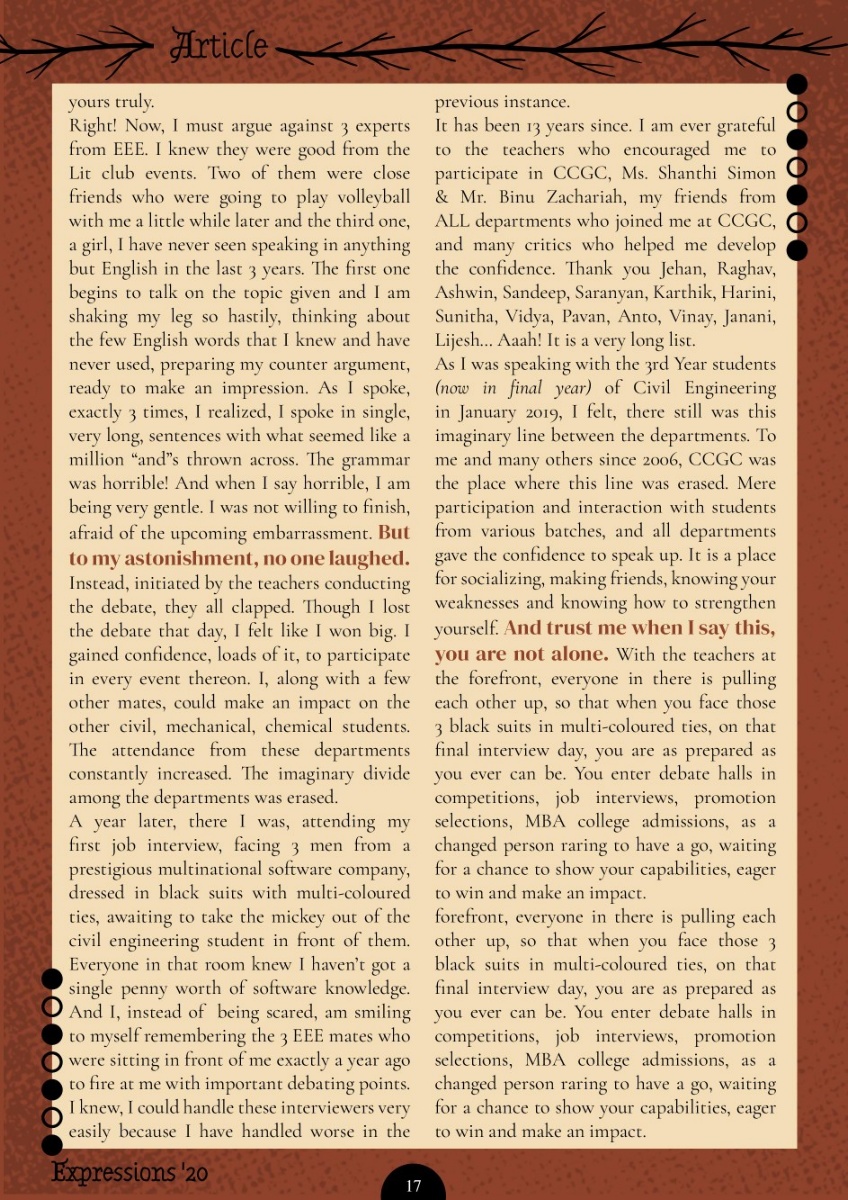 Article
yours truly.
Right! Now, I must argue against 3 experts
from EEE. I knew they were good from the
Lit club events. Two of them were close
friends who were going to play volleyball
with me a little while later and the third one,
a girl, I have never seen speaking in anything
but English in the last 3 years. The first one
begins to talk on the topic given and I am
shaking my leg so hastily, thinking about
the few English words that I knew and have
never used, preparing my counter argument,
ready to make an impression. As I spoke,
exactly 3 times, I realized, I spoke in single,
very long, sentences with what seemed like a
million “and”s thrown across. The grammar
was horrible! And when I say horrible, I am
being very gentle. I was not willing to finish,
afraid of the upcoming embarrassment. But
to my astonishment, no one laughed.
Instead, initiated by the teachers conducting
the debate, they all clapped. Though I lost
the debate that day, I felt like I won big. I
gained confidence, loads of it, to participate
in every event thereon. I, along with a few
other mates, could make an impact on the
other civil, mechanical, chemical students.
The attendance from these departments
constantly increased. The imaginary divide
among the departments was erased.
A year later, there I was, attending my
first job interview, facing 3 men from a
prestigious multinational software company,
dressed in black suits with multi-coloured
ties, awaiting to take the mickey out of the
civil engineering student in front of them.
Everyone in that room knew I haven’t got a
single penny worth of software knowledge.
And I, instead of being scared, am smiling
to myself remembering the 3 EEE mates who
were sitting in front of me exactly a year ago
to fire at me with important debating points.
I knew, I could handle these interviewers very
easily because I have handled worse in the
previous instance.
It has been 13 years since. I am ever grateful
to the teachers who encouraged me to
participate in CCGC, Ms. Shanthi Simon
& Mr. Binu Zachariah, my friends from
ALL departments who joined me at CCGC,
and many critics who helped me develop
the confidence. Thank you Jehan, Raghav,
Ashwin, Sandeep, Saranyan, Karthik, Harini,
Sunitha, Vidya, Pavan, Anto, Vinay, Janani,
Lijesh... Aaah! It is a very long list.
As I was speaking with the 3rd Year students
(now in final year) of Civil Engineering
in January 2019, I felt, there still was this
imaginary line between the departments. To
me and many others since 2006, CCGC was
the place where this line was erased. Mere
participation and interaction with students
from various batches, and all departments
gave the confidence to speak up. It is a place
for socializing, making friends, knowing your
weaknesses and knowing how to strengthen
yourself. And trust me when I say this,
you are not alone. With the teachers at
the forefront, everyone in there is pulling
each other up, so that when you face those
3 black suits in multi-coloured ties, on that
final interview day, you are as prepared as
you ever can be. You enter debate halls in
competitions, job interviews, promotion
selections, MBA college admissions, as a
changed person raring to have a go, waiting
for a chance to show your capabilities, eager
to win and make an impact.
forefront, everyone in there is pulling each
other up, so that when you face those 3
black suits in multi-coloured ties, on that
final interview day, you are as prepared as
you ever can be. You enter debate halls in
competitions, job interviews, promotion
selections, MBA college admissions, as a
changed person raring to have a go, waiting
for a chance to show your capabilities, eager
to win and make an impact.
Expressions '20
17